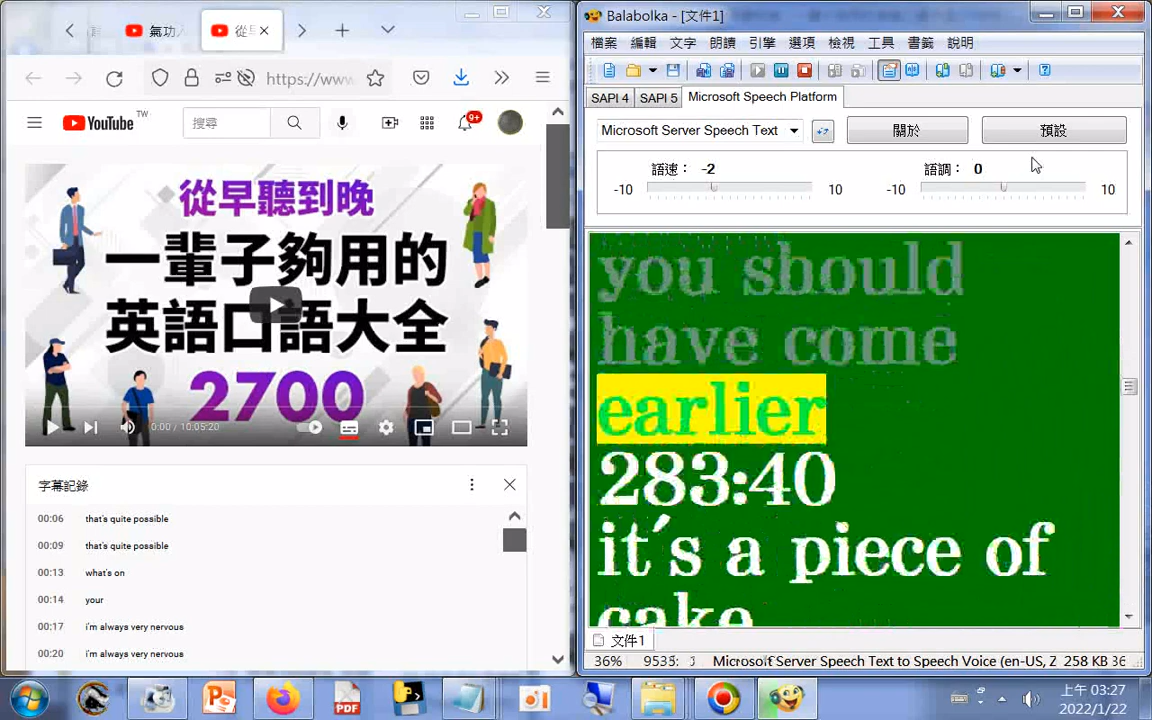 氣功
從
https://www
YouTube TW
搜尋
9+
從早聽到晚
一輩子夠用的
英語口語大全
2700
0:00 / 10:05:20
字幕記錄
00:06 that's quite possible
00:09 that's quite possible
00:13 what's on
00:14 your
00:17 i'm always very nervous
00:20 i'm always very nervous
Balabolka - [文件1]
檔案 編輯 文字 朗讀 引擎 選項 檢視 工具 書籤 說明
SAPI 4 SAPI 5 Microsoft Speech Platform
Microsoft Server Speech Text 關於 預設
語速： -2 語調： 0
-10 10 -10 10
you should
have come
earlier
283:40
it's a piece of
cake
文件1
36% 9535: Microsoft Server Speech Text to Speech Voice (en-US, Z 258 KB 36
PDF
上午 03:27
2022/1/22